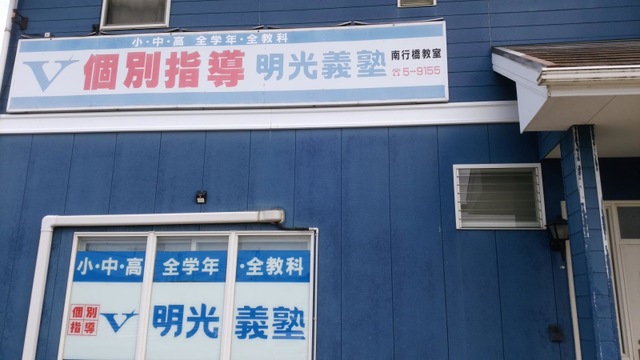 小・中・高 全学年・全教科
V 個別指導 明光義塾 南行橋教室
☎5-9155
小・中・高 全学年・全教科
個別
指導 V 明光義塾